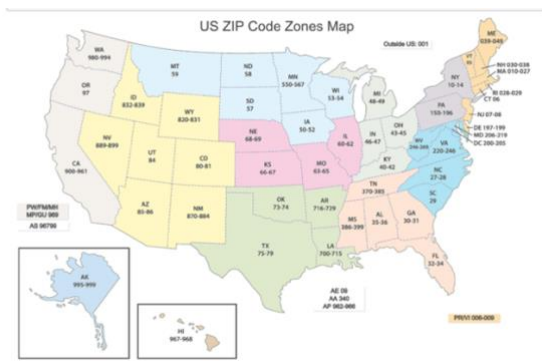 US ZIP Code Zones Map
Outside US: 001
WA
980-994
OR
97
CA
900-961
ID
832-839
NV
889-899
UT
84
AZ
85-86
MT
59
WY
820-831
CO
80-81
NM
870-884
ND
58
SD
57
NE
68-69
KS
66-67
OK
73-74
TX
75-79
MN
550-567
IA
50-52
MO
63-65
AR
716-729
LA
700-715
WI
53-54
IL
60-62
MI
48-49
IN
46-47
OH
43-45
KY
40-42
TN
370-385
MS
386-399
AL
35-36
GA
30-31
FL
32-34
SC
29
NC
27-28
VA
220-246
WV
PA
150-196
NY
10-14
VT
ME
039-049
NH 030-038
MA 010-027
RI 028-029
CT 06
NJ 07-08
DE 197-199
MD 206-219
DC 200-205
PW/FM/MH
MP/GU 969
AS 96799
AK
995-999
HI
967-968
AE 09
AA 340
AP 962-966
PR/VI 006-009